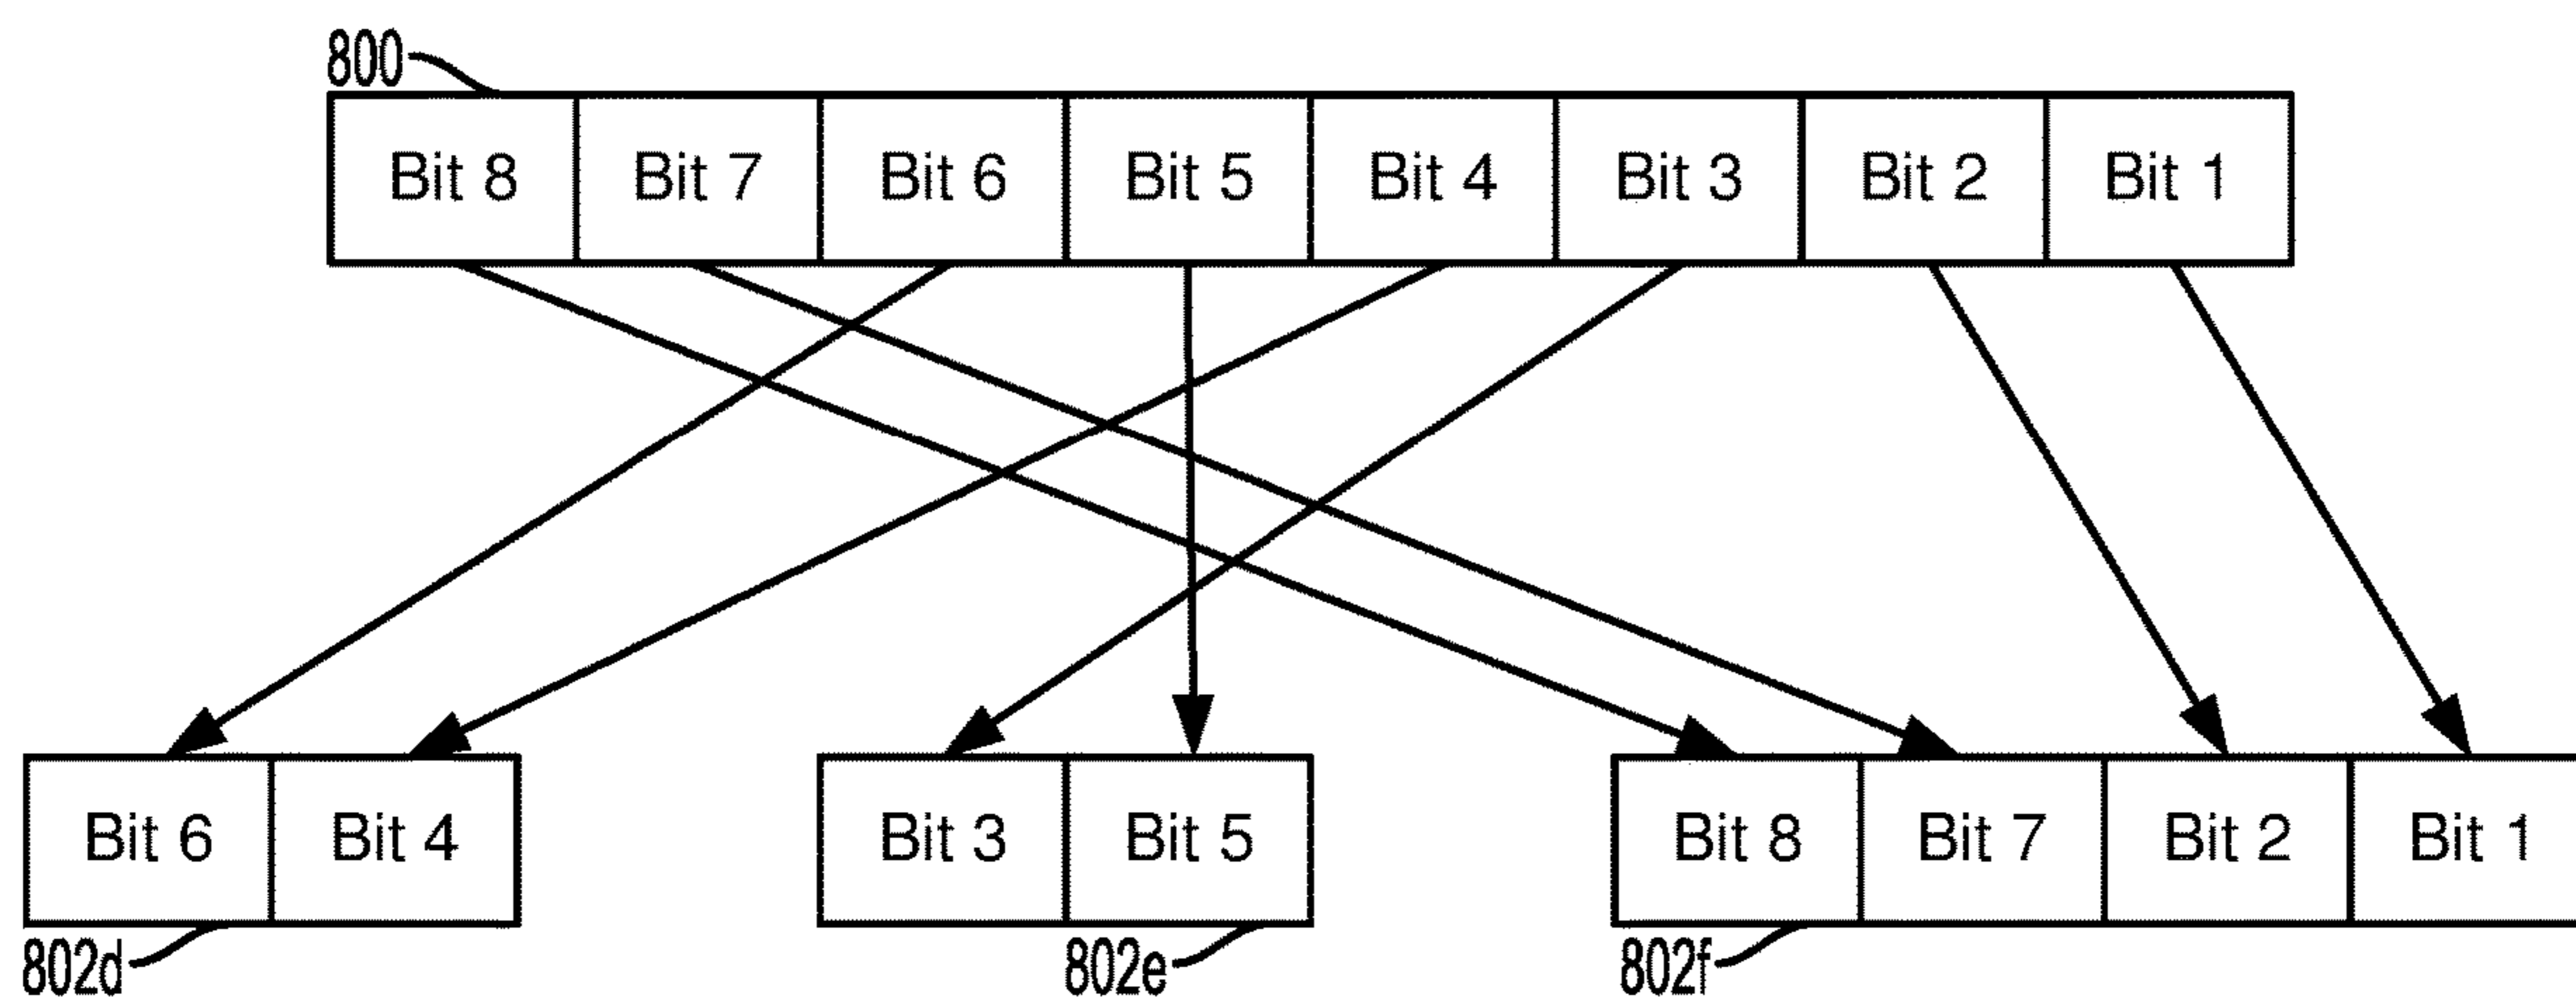 800
Bit 8 Bit 7 Bit 6 Bit 5 Bit 4 Bit 3 Bit 2 Bit 1
Bit 6 Bit 4 Bit 3 Bit 5 Bit 8 Bit 7 Bit 2 Bit 1
802d 802e 802f